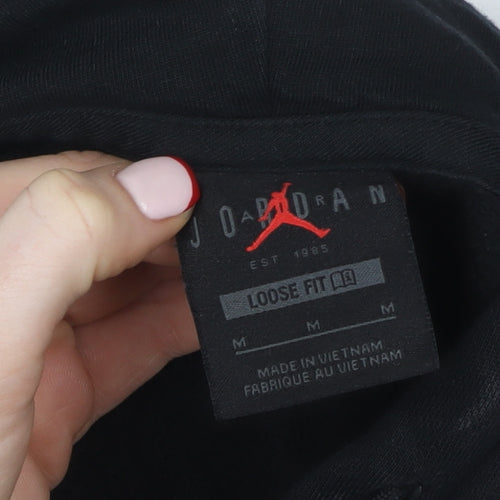 JORDAN
AIR
EST 1985
LOOSE FIT
M M M
MADE IN VIETNAM
FABRIQUE AU VIETNAM